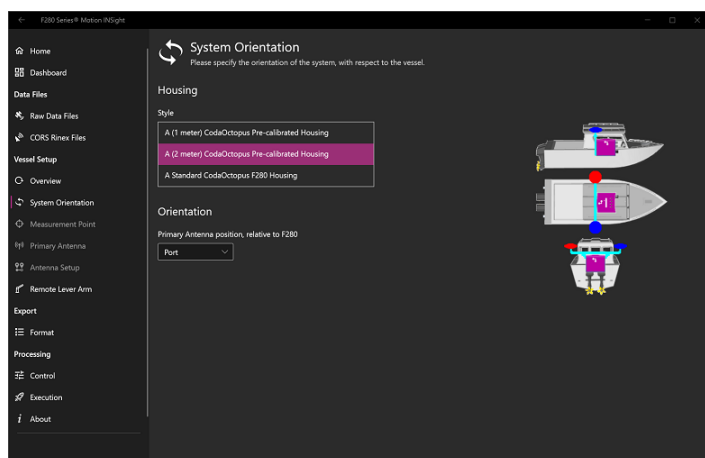 F280 Series® Motion INSight
Home
Dashboard
Data Files
Raw Data Files
CORS Rinex Files
Vessel Setup
Overview
System Orientation
Measurement Point
Primary Antenna
Antenna Setup
Remote Lever Arm
Export
Format
Processing
Control
Execution
About
System Orientation
Please specify the orientation of the system, with respect to the vessel.
Housing
Style
A (1 meter) CodaOctopus Pre-calibrated Housing
A (2 meter) CodaOctopus Pre-calibrated Housing
A Standard CodaOctopus F280 Housing
Orientation
Primary Antenna position, relative to F280
Port